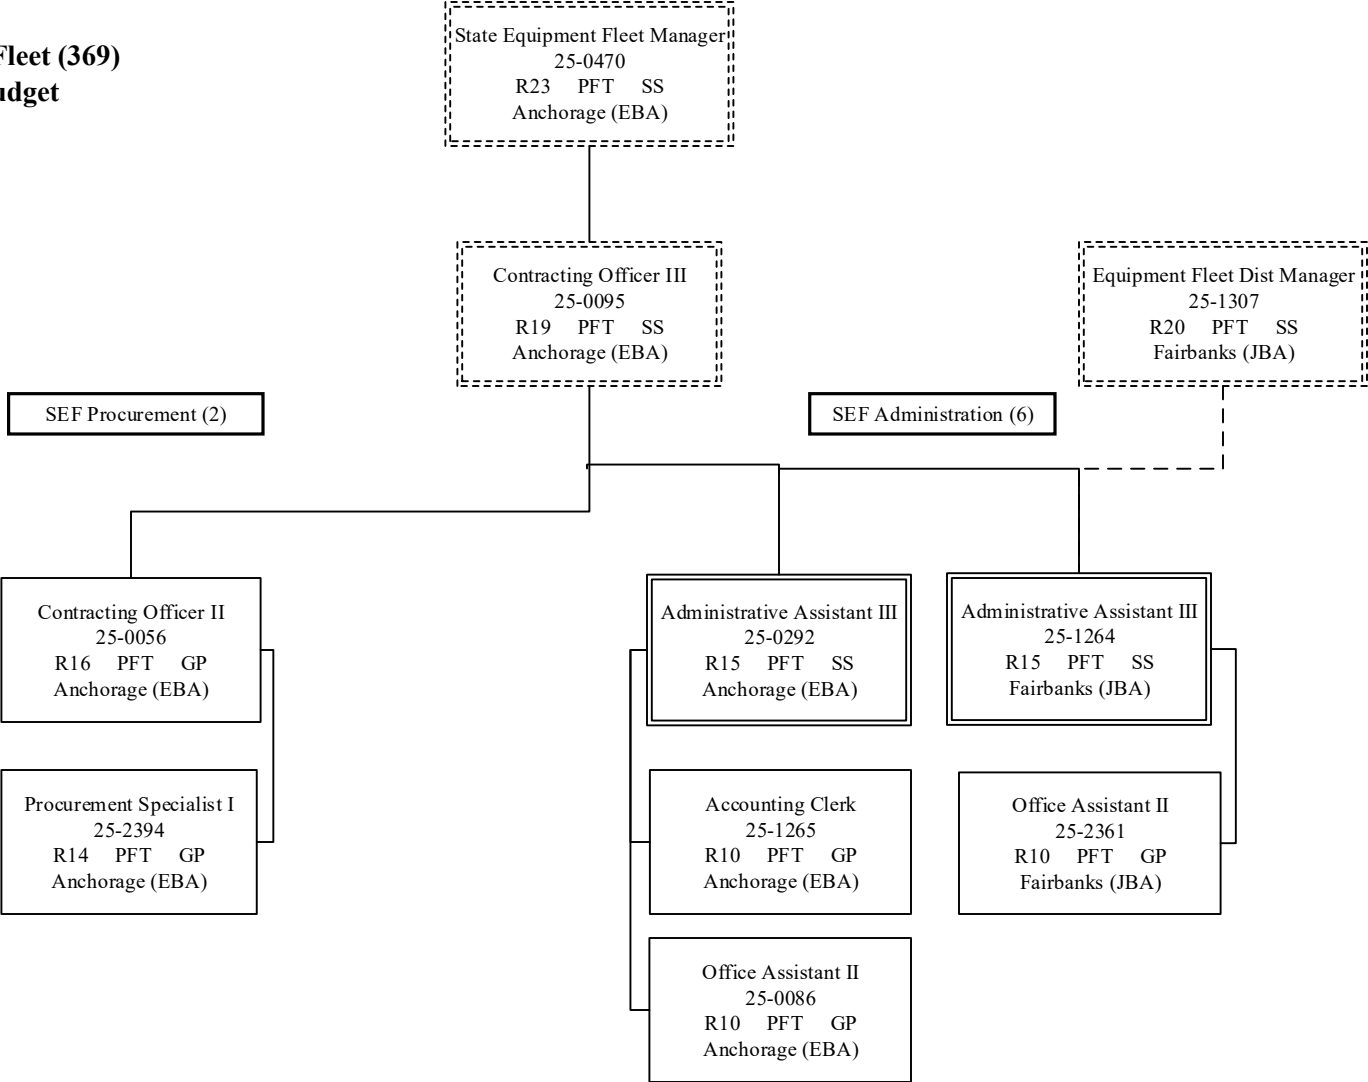 Fleet (369)
State Equipment Fleet Manager
25-0470
R23 PFT SS
Anchorage (EBA)
Contracting Officer III
25-0095
R19 PFT SS
Anchorage (EBA)
Equipment Fleet Dist Manager
25-1307
R20 PFT SS
Fairbanks (JBA)
SEF Procurement (2)
SEF Administration (6)
Contracting Officer II
25-0056
R16 PFT GP
Anchorage (EBA)
Procurement Specialist I
25-2394
R14 PFT GP
Anchorage (EBA)
Administrative Assistant III
25-0292
R15 PFT SS
Anchorage (EBA)
Accounting Clerk
25-1265
R10 PFT GP
Anchorage (EBA)
Office Assistant II
25-0086
R10 PFT GP
Anchorage (EBA)
Administrative Assistant III
25-1264
R15 PFT SS
Fairbanks (JBA)
Office Assistant II
25-2361
R10 PFT GP
Fairbanks (JBA)